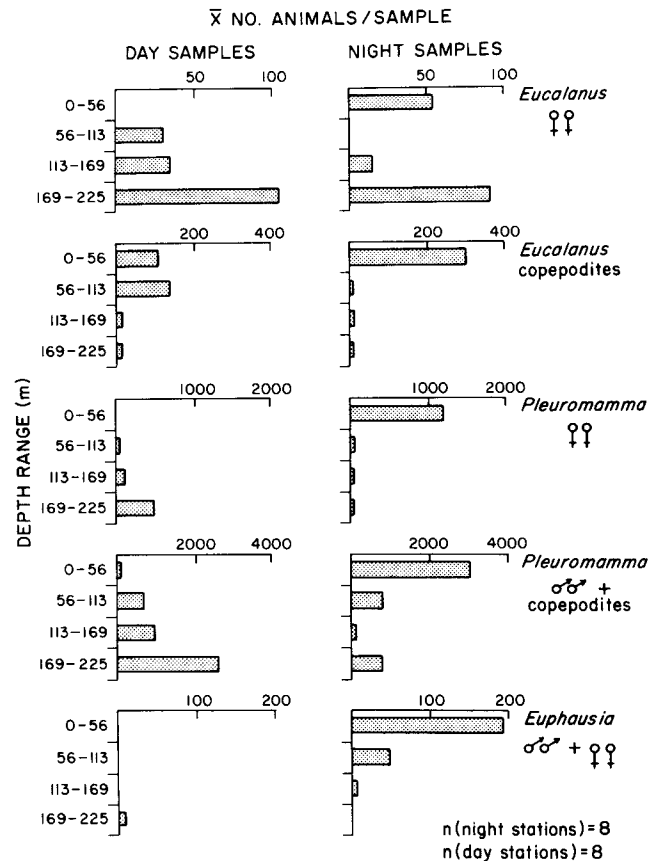 X̅ NO. ANIMALS/SAMPLE
DAY SAMPLES NIGHT SAMPLES
50 100 50 100
0-56
56-113
113-169
169-225
Eucalanus
♀♀
200 400 200 400
0-56
56-113
113-169
169-225
Eucalanus
copepodites
1000 2000 1000 2000
0-56
56-113
113-169
169-225
Pleuromamma
♀♀
DEPTH RANGE (m)
2000 4000 2000 4000
0-56
56-113
113-169
169-225
Pleuromamma
♂♂ +
copepodites
100 200 100 200
0-56
56-113
113-169
169-225
Euphausia
♂♂ + ♀♀
n(night stations)=8
n(day stations)=8